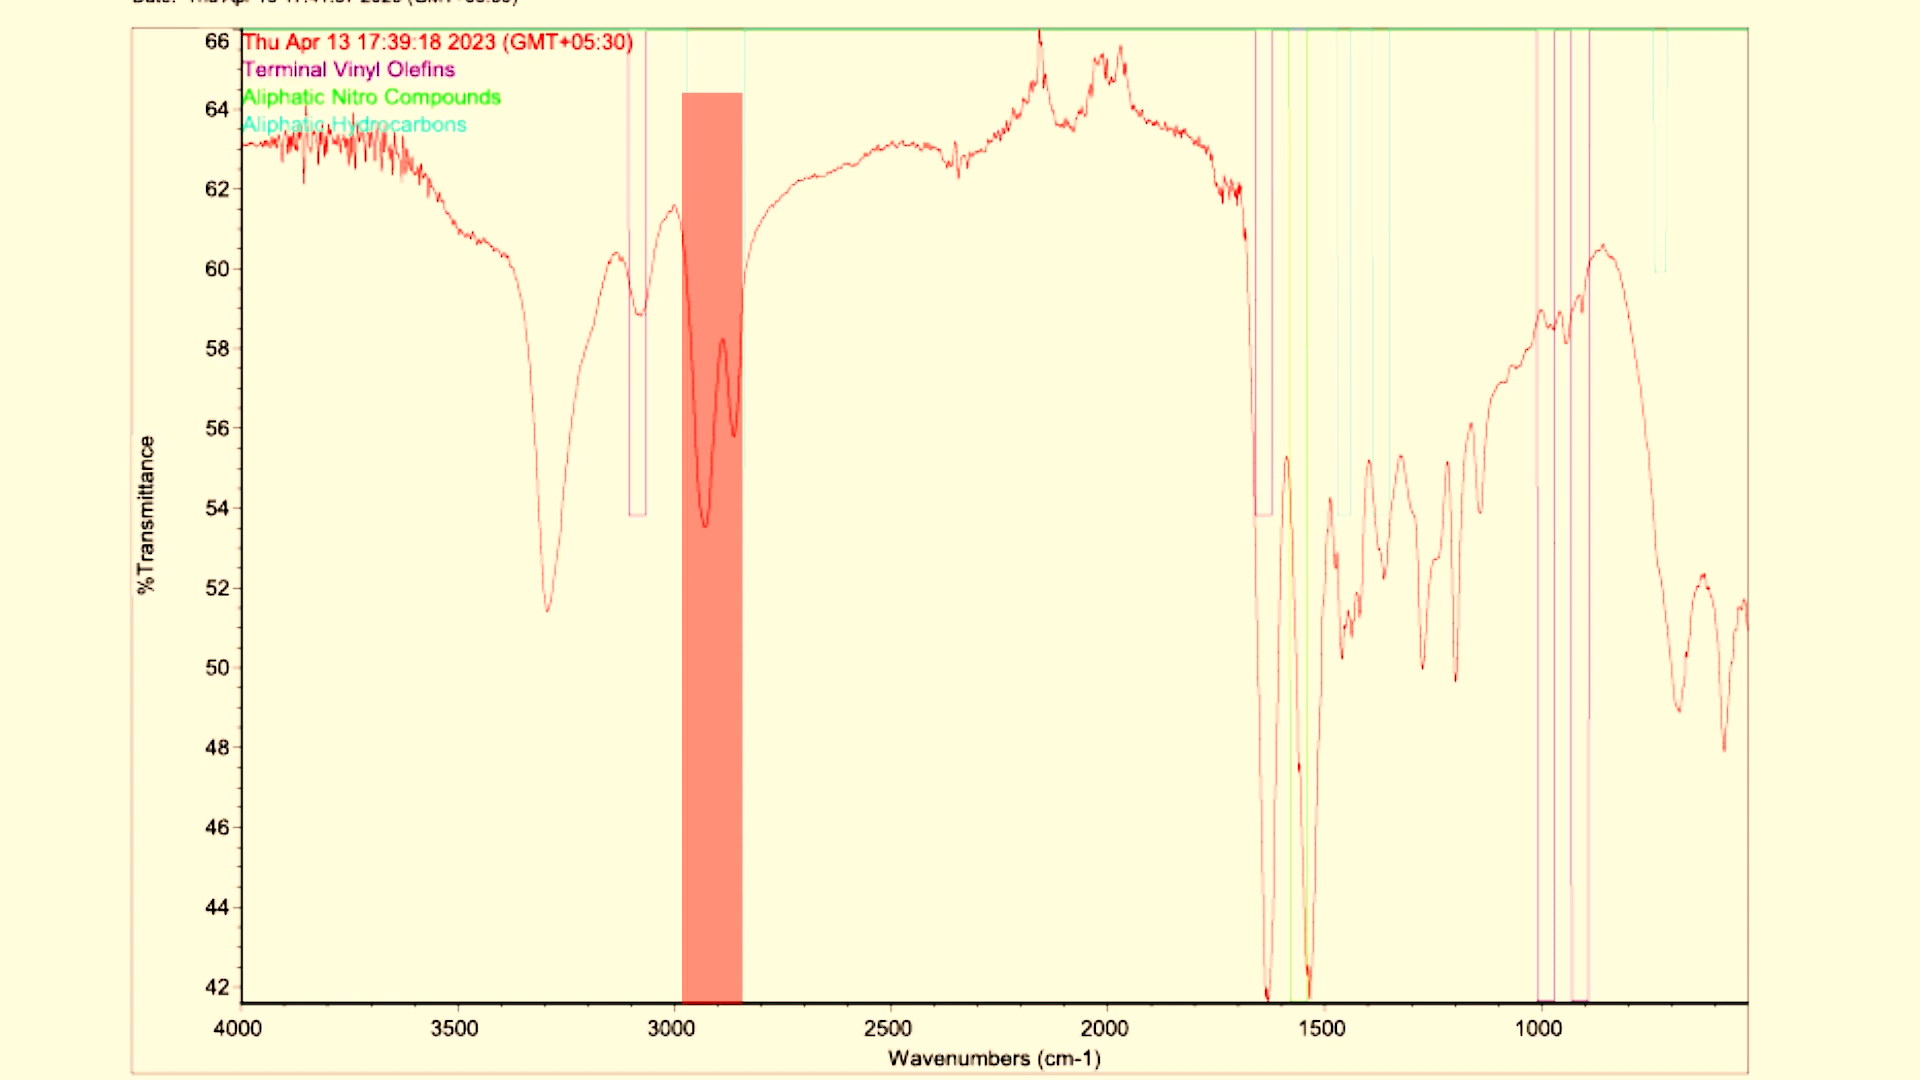 Thu Apr 13 17:39:18 2023 (GMT+05:30)
Terminal Vinyl Olefins
Aliphatic Nitro Compounds
Aliphatic Hydrocarbons
66
64
62
60
58
56
54
52
50
48
46
44
42
%Transmittance
4000 3500 3000 2500 2000 1500 1000
Wavenumbers (cm-1)